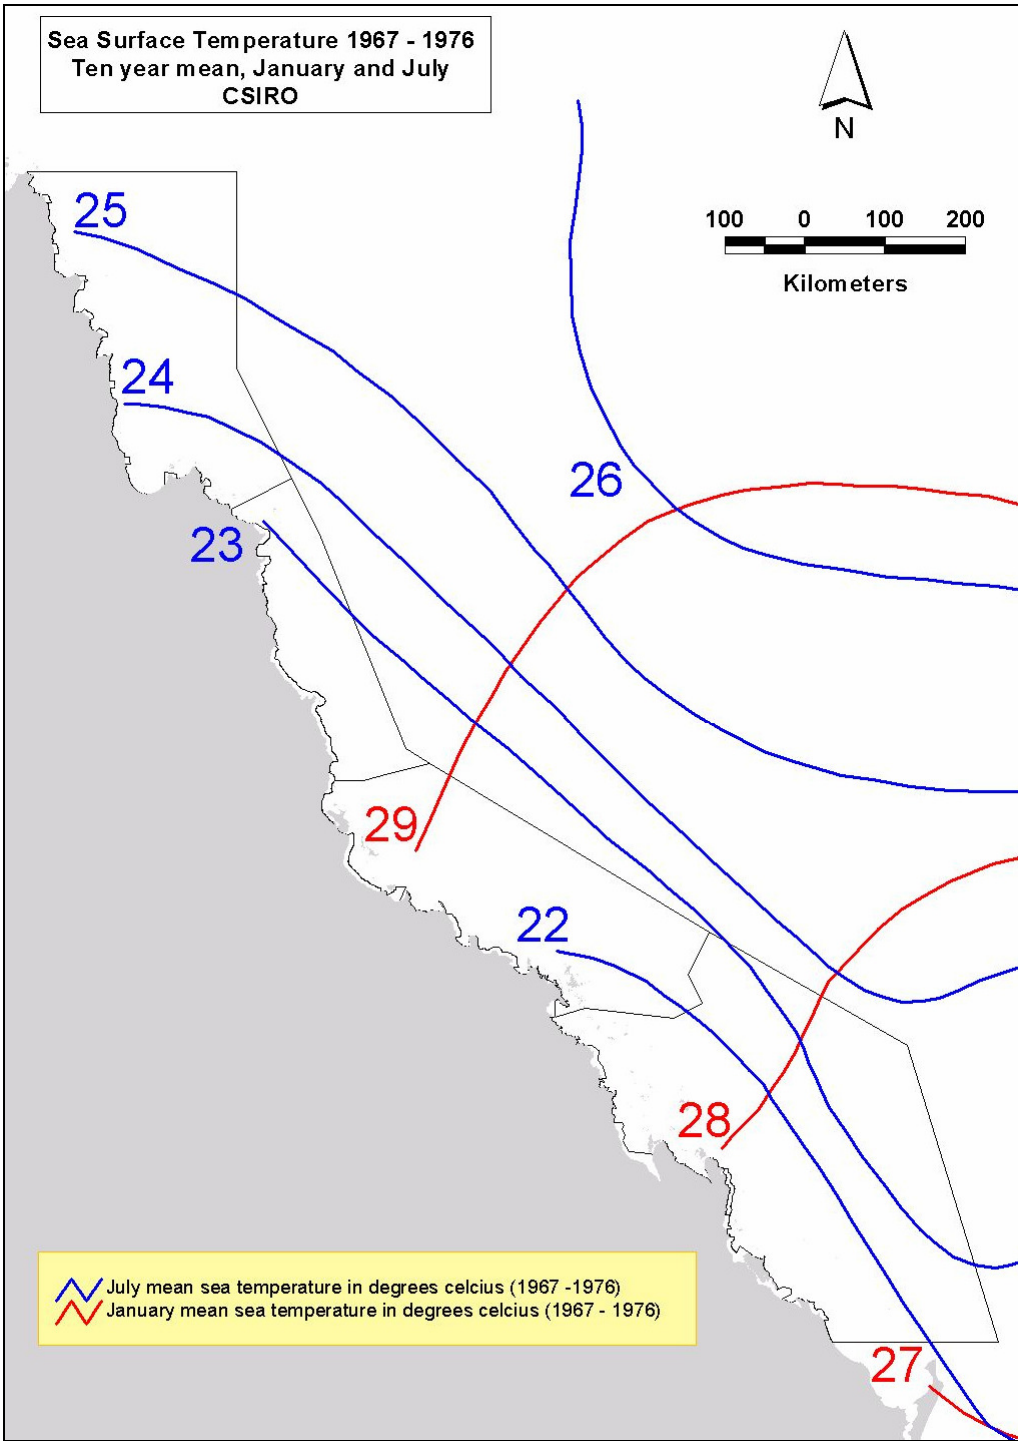 Sea Surface Temperature 1967 - 1976
Ten year mean, January and July
CSIRO
N
100 0 100 200
Kilometers
25
24
26
23
29
22
28
27
July mean sea temperature in degrees celcius (1967 -1976)
January mean sea temperature in degrees celcius (1967 - 1976)